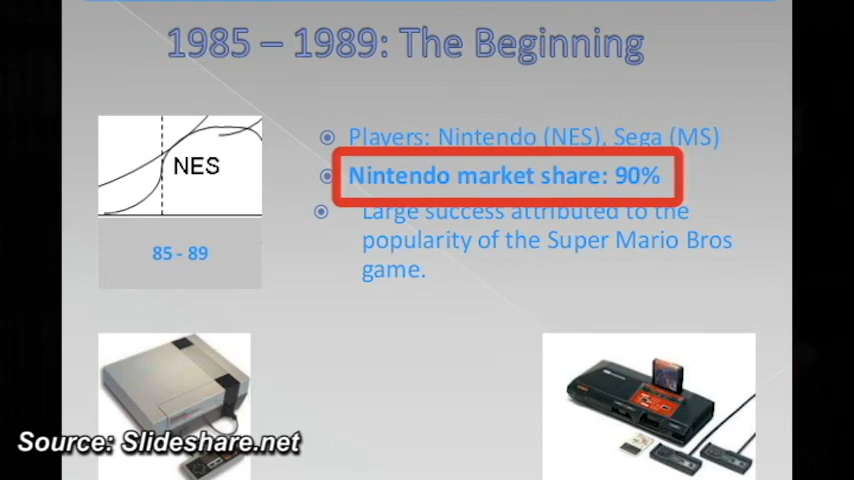 1985 – 1989: The Beginning
Players: Nintendo (NES), Sega (MS)
NES
Nintendo market share: 90%
Large success attributed to the
popularity of the Super Mario Bros
game.
85 - 89
Source: Slideshare.net